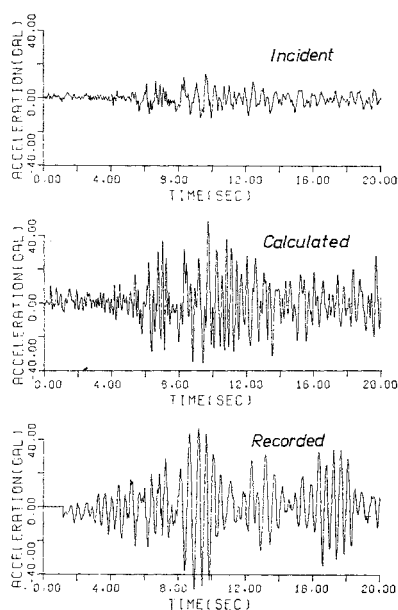 40.00
Incident
ACCELERATION(GAL)
0.00
-40.00
0.00 4.00 8.00 12.00 16.00 20.00
TIME(SEC)
40.00
Calculated
ACCELERATION(GAL)
0.00
-40.00
0.00 4.00 8.00 12.00 16.00 20.00
TIME(SEC)
40.00
Recorded
ACCELERATION(GAL)
0.00
-40.00
0.00 4.00 8.00 12.00 16.00 20.00
TIME(SEC)